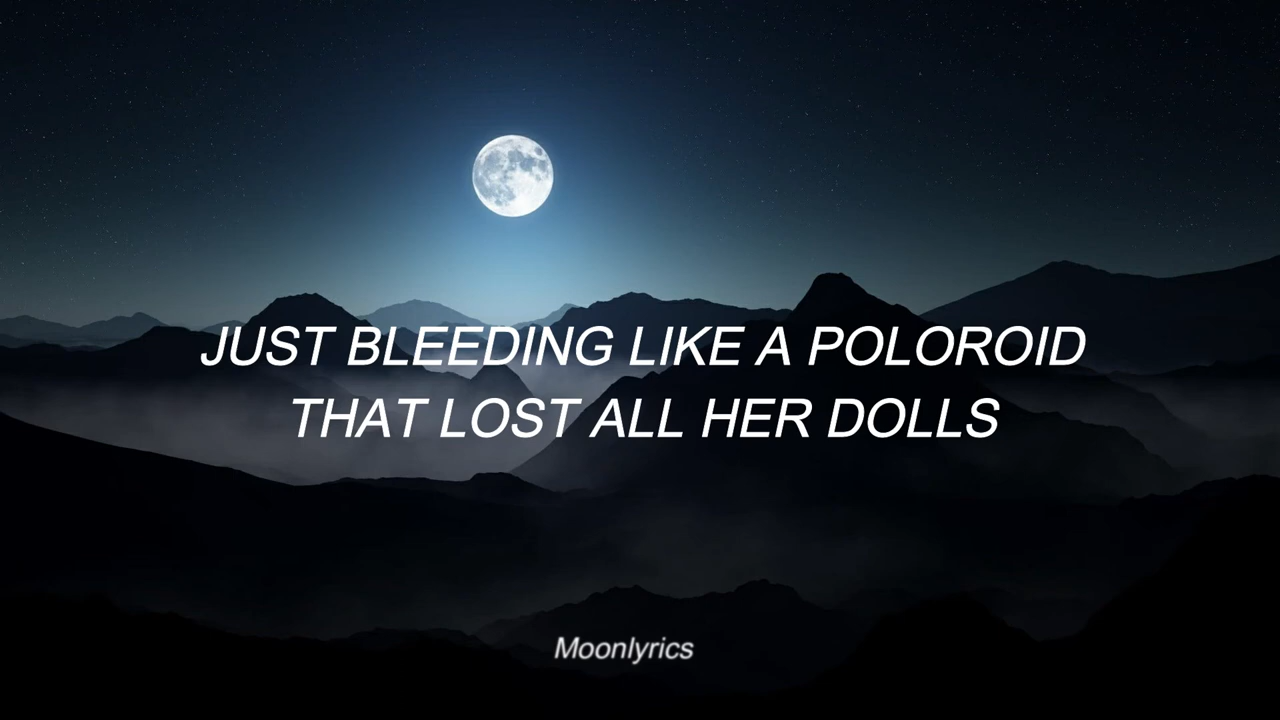 JUST BLEEDING LIKE A POLOROID
THAT LOST ALL HER DOLLS
Moonlyrics